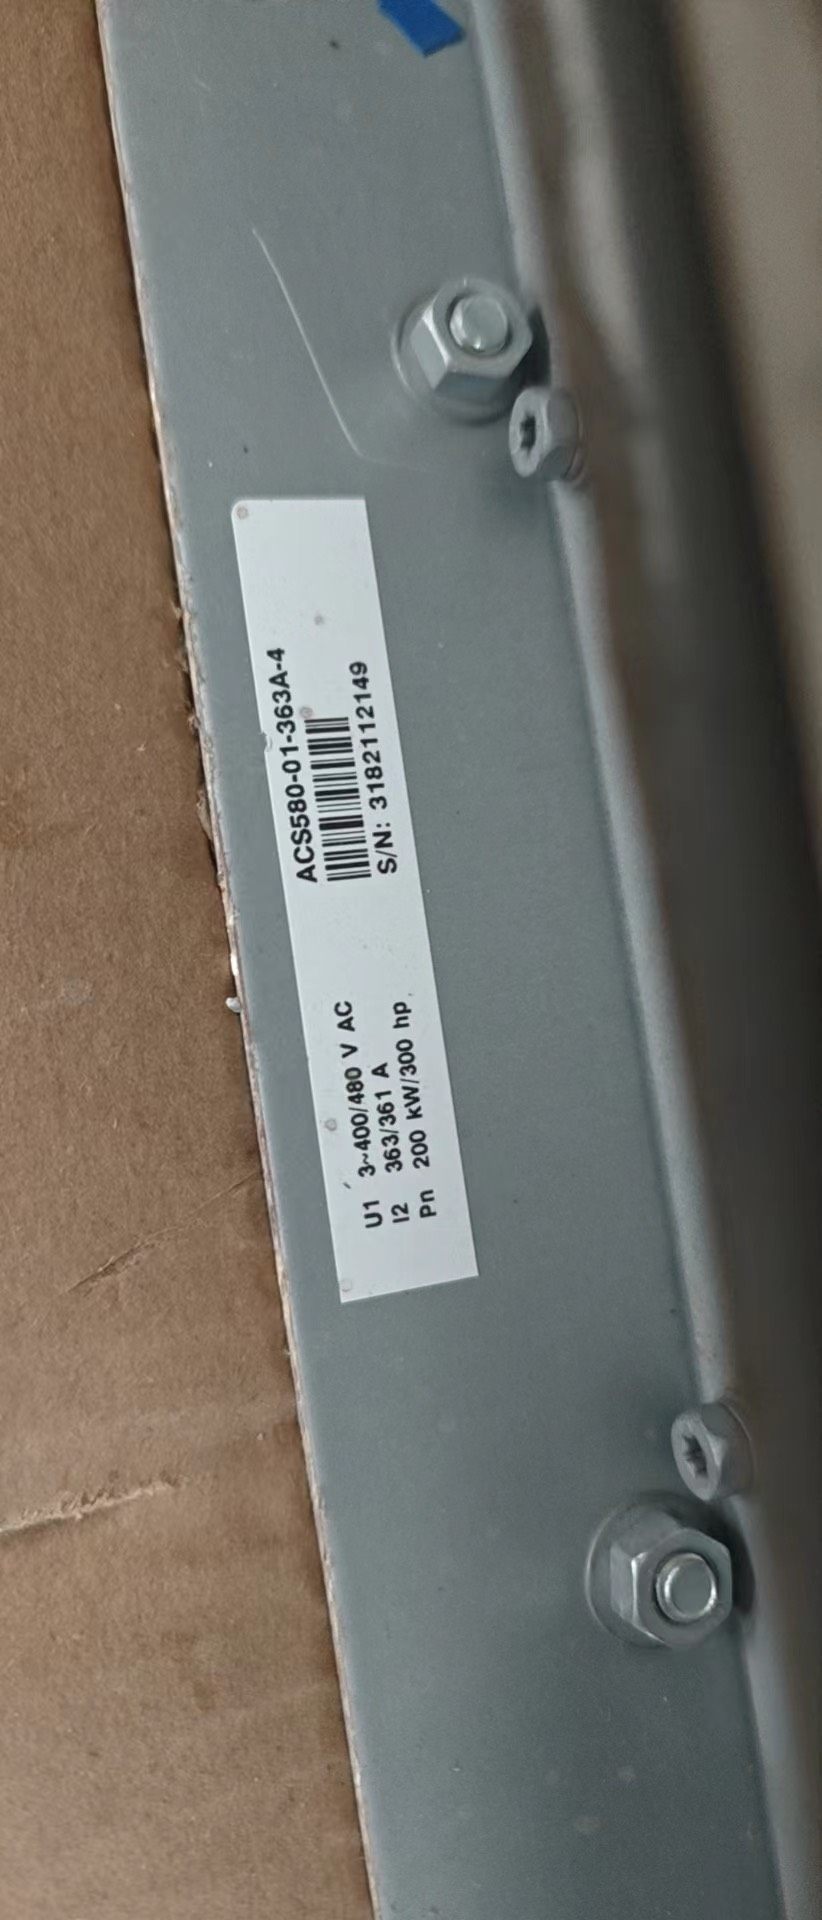 ACS580-01-363A-4
S/N: 3182112149
U1 3~400/480 V AC
I2 363/361 A
Pn 200 kW/300 hp